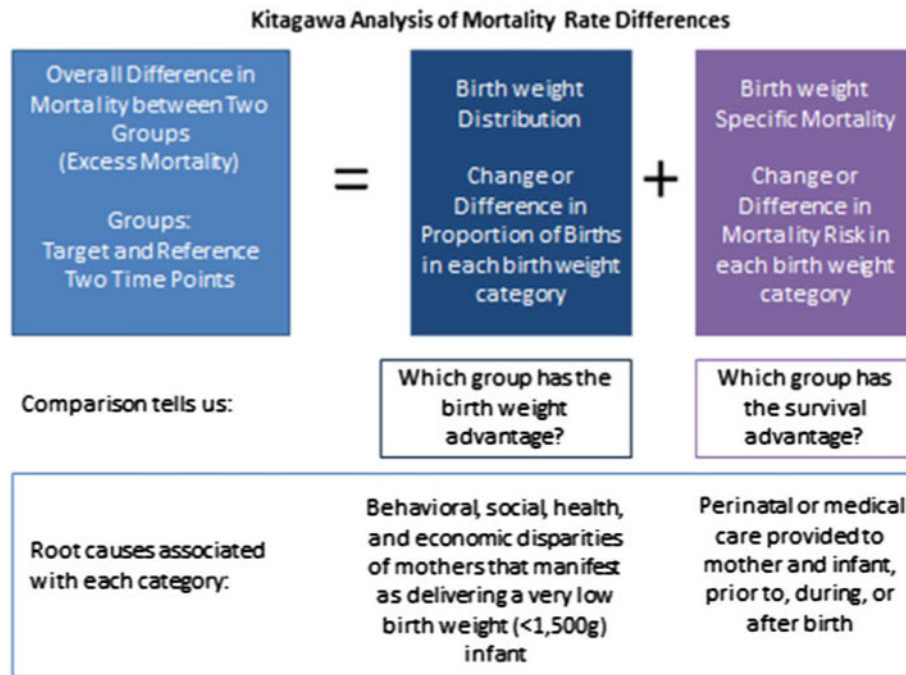 Kitagawa Analysis of Mortality Rate Differences
Overall Difference in
Mortality between Two
Groups
(Excess Mortality)
Groups:
Target and Reference
Two Time Points
=
Birth weight
Distribution
Change or
Difference in
Proportion of Births
in each birth weight
category
+
Birth weight
Specific Mortality
Change or
Difference in
Mortality Risk in
each birth weight
category
Comparison tells us:
Which group has the
birth weight
advantage?
Which group has
the survival
advantage?
Root causes associated
with each category:
Behavioral, social, health,
and economic disparities
of mothers that manifest
as delivering a very low
birth weight (<1,500g)
infant
Perinatal or medical
care provided to
mother and infant,
prior to, during, or
after birth